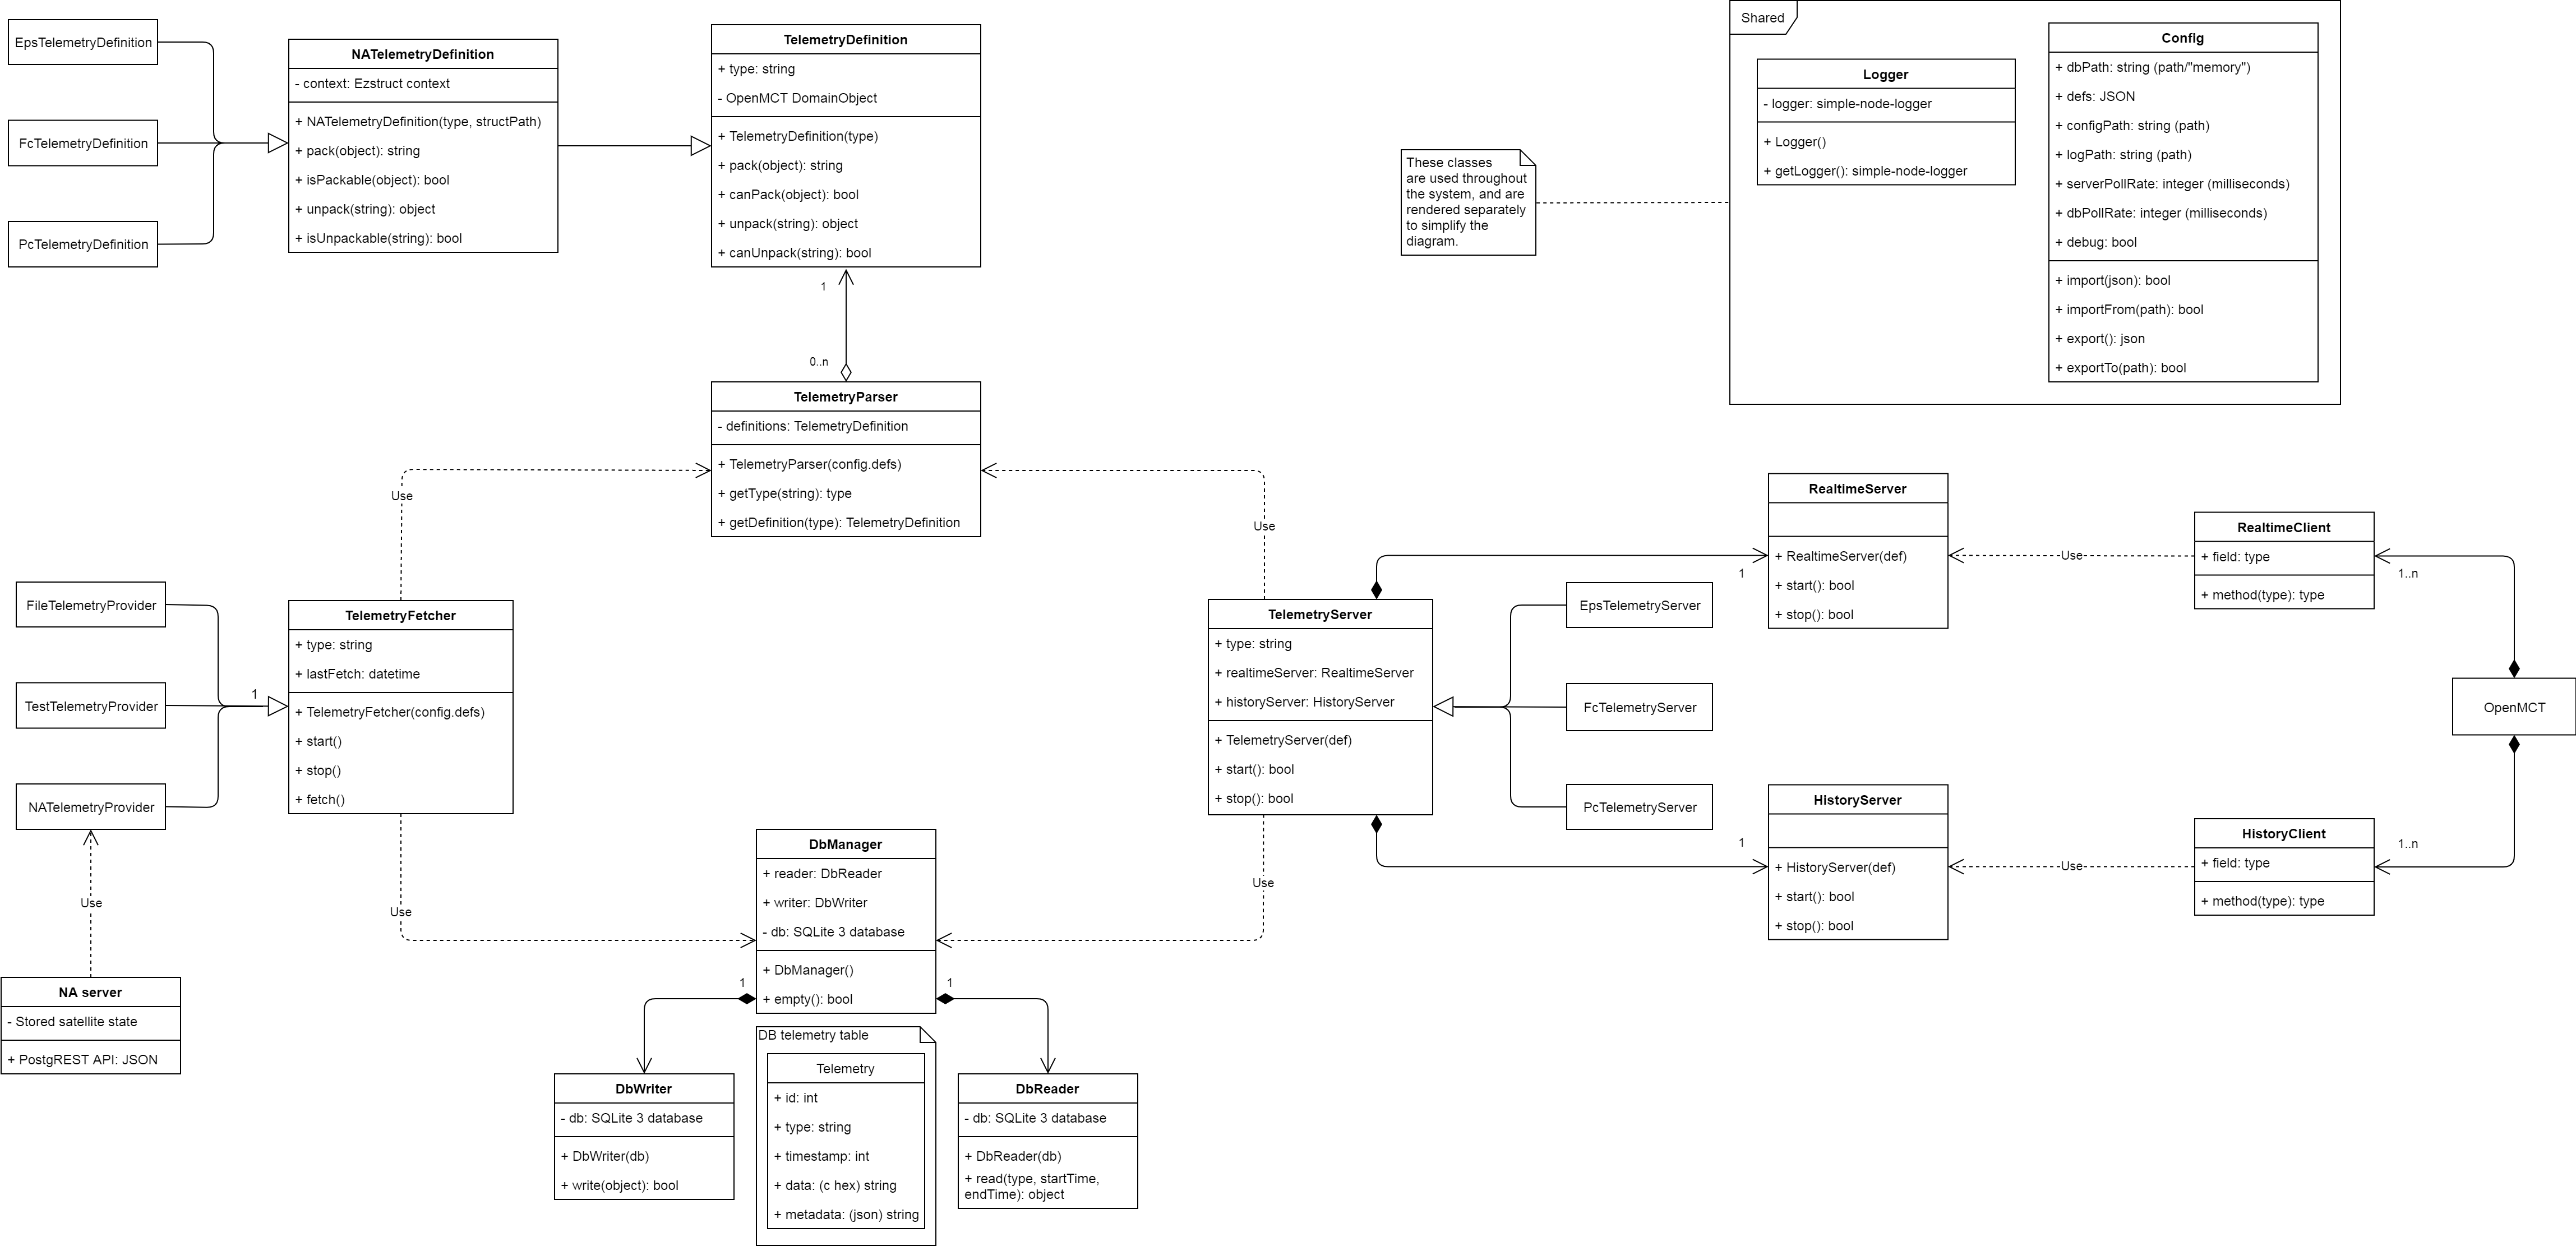 EpsTelemetryDefinition
FcTelemetryDefinition
PcTelemetryDefinition
NATelemetryDefinition
- context: Ezstruct context
+ NATelemetryDefinition(type, structPath)
+ pack(object): string
+ isPackable(object): bool
+ unpack(string): object
+ isUnpackable(string): bool
TelemetryDefinition
+ type: string
- OpenMCT DomainObject
+ TelemetryDefinition(type)
+ pack(object): string
+ canPack(object): bool
+ unpack(string): object
+ canUnpack(string): bool
1
0..n
These classes
are used throughout
the system, and are
rendered separately
to simplify the
diagram.
Shared
Logger
- logger: simple-node-logger
+ Logger()
+ getLogger(): simple-node-logger
Config
+ dbPath: string (path/"memory")
+ defs: JSON
+ configPath: string (path)
+ logPath: string (path)
+ serverPollRate: integer (milliseconds)
+ dbPollRate: integer (milliseconds)
+ debug: bool
+ import(json): bool
+ importFrom(path): bool
+ export(): json
+ exportTo(path): bool
TelemetryParser
- definitions: TelemetryDefinition
+ TelemetryParser(config.defs)
+ getType(string): type
+ getDefinition(type): TelemetryDefinition
Use
Use
FileTelemetryProvider
TestTelemetryProvider
NATelemetryProvider
1
TelemetryFetcher
+ type: string
+ lastFetch: datetime
+ TelemetryFetcher(config.defs)
+ start()
+ stop()
+ fetch()
Use
Use
NA server
- Stored satellite state
+ PostgREST API: JSON
DbManager
+ reader: DbReader
+ writer: DbWriter
- db: SQLite 3 database
+ DbManager()
+ empty(): bool
1
1
DbWriter
- db: SQLite 3 database
+ DbWriter(db)
+ write(object): bool
DB telemetry table
Telemetry
+ id: int
+ type: string
+ timestamp: int
+ data: (c hex) string
+ metadata: (json) string
DbReader
- db: SQLite 3 database
+ DbReader(db)
+ read(type, startTime,
endTime): object
TelemetryServer
+ type: string
+ realtimeServer: RealtimeServer
+ historyServer: HistoryServer
+ TelemetryServer(def)
+ start(): bool
+ stop(): bool
Use
EpsTelemetryServer
FcTelemetryServer
PcTelemetryServer
1
RealtimeServer
+ RealtimeServer(def)
+ start(): bool
+ stop(): bool
Use
RealtimeClient
+ field: type
+ method(type): type
1..n
OpenMCT
1
HistoryServer
+ HistoryServer(def)
+ start(): bool
+ stop(): bool
Use
HistoryClient
+ field: type
+ method(type): type
1..n